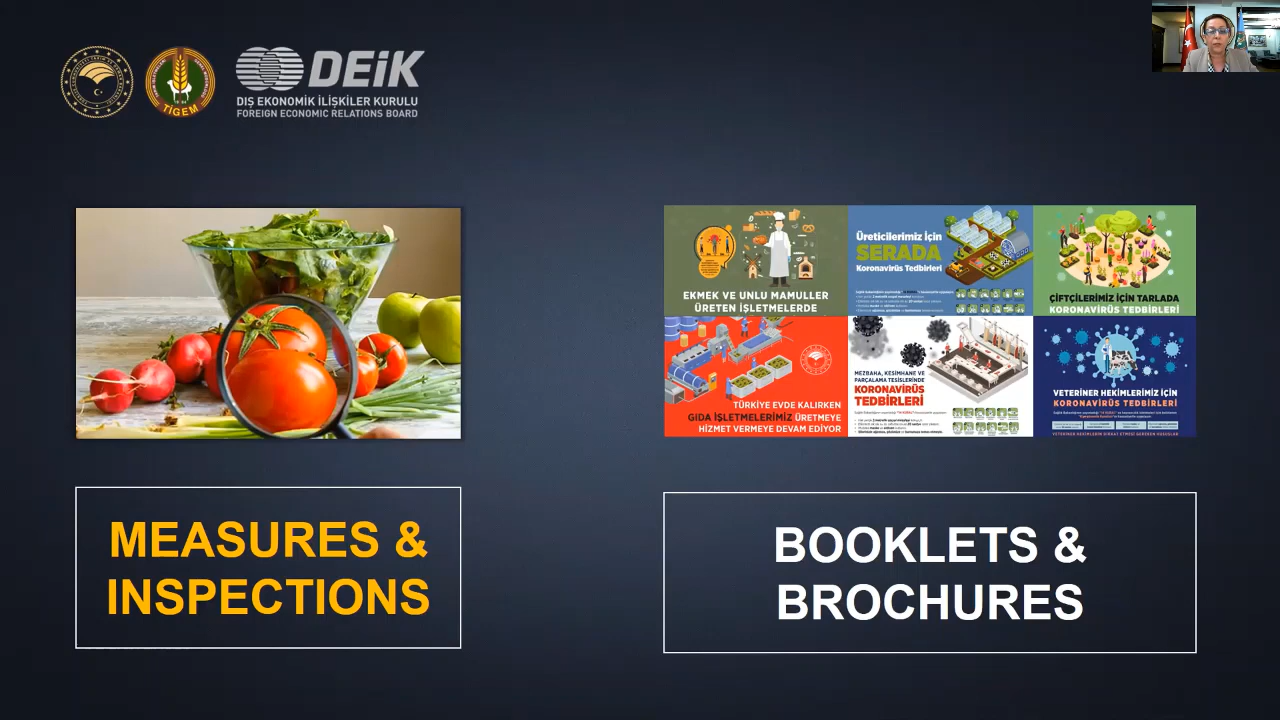 TİGEM
DEİK
DIŞ EKONOMİK İLİŞKİLER KURULU
FOREIGN ECONOMIC RELATIONS BOARD
EKMEK VE UNLU MAMULLER
ÜRETEN İŞLETMELERDE
Üreticilerimiz İçin
SERADA
Koronavirüs Tedbirleri
ÇİFTÇİLERİMİZ İÇİN TARLADA
KORONAVİRÜS TEDBİRLERİ
TÜRKİYE EVDE KALIRKEN
GIDA İŞLETMELERİMİZ ÜRETMEYE
HİZMET VERMEYE DEVAM EDİYOR
MEZBAHA, KESİMHANE VE
PARÇALAMA TESİSLERİNDE
KORONAVİRÜS
TEDBİRLERİ
VETERİNER HEKİMLERİMİZ İÇİN
KORONAVİRÜS TEDBİRLERİ
MEASURES &
INSPECTIONS
BOOKLETS &
BROCHURES